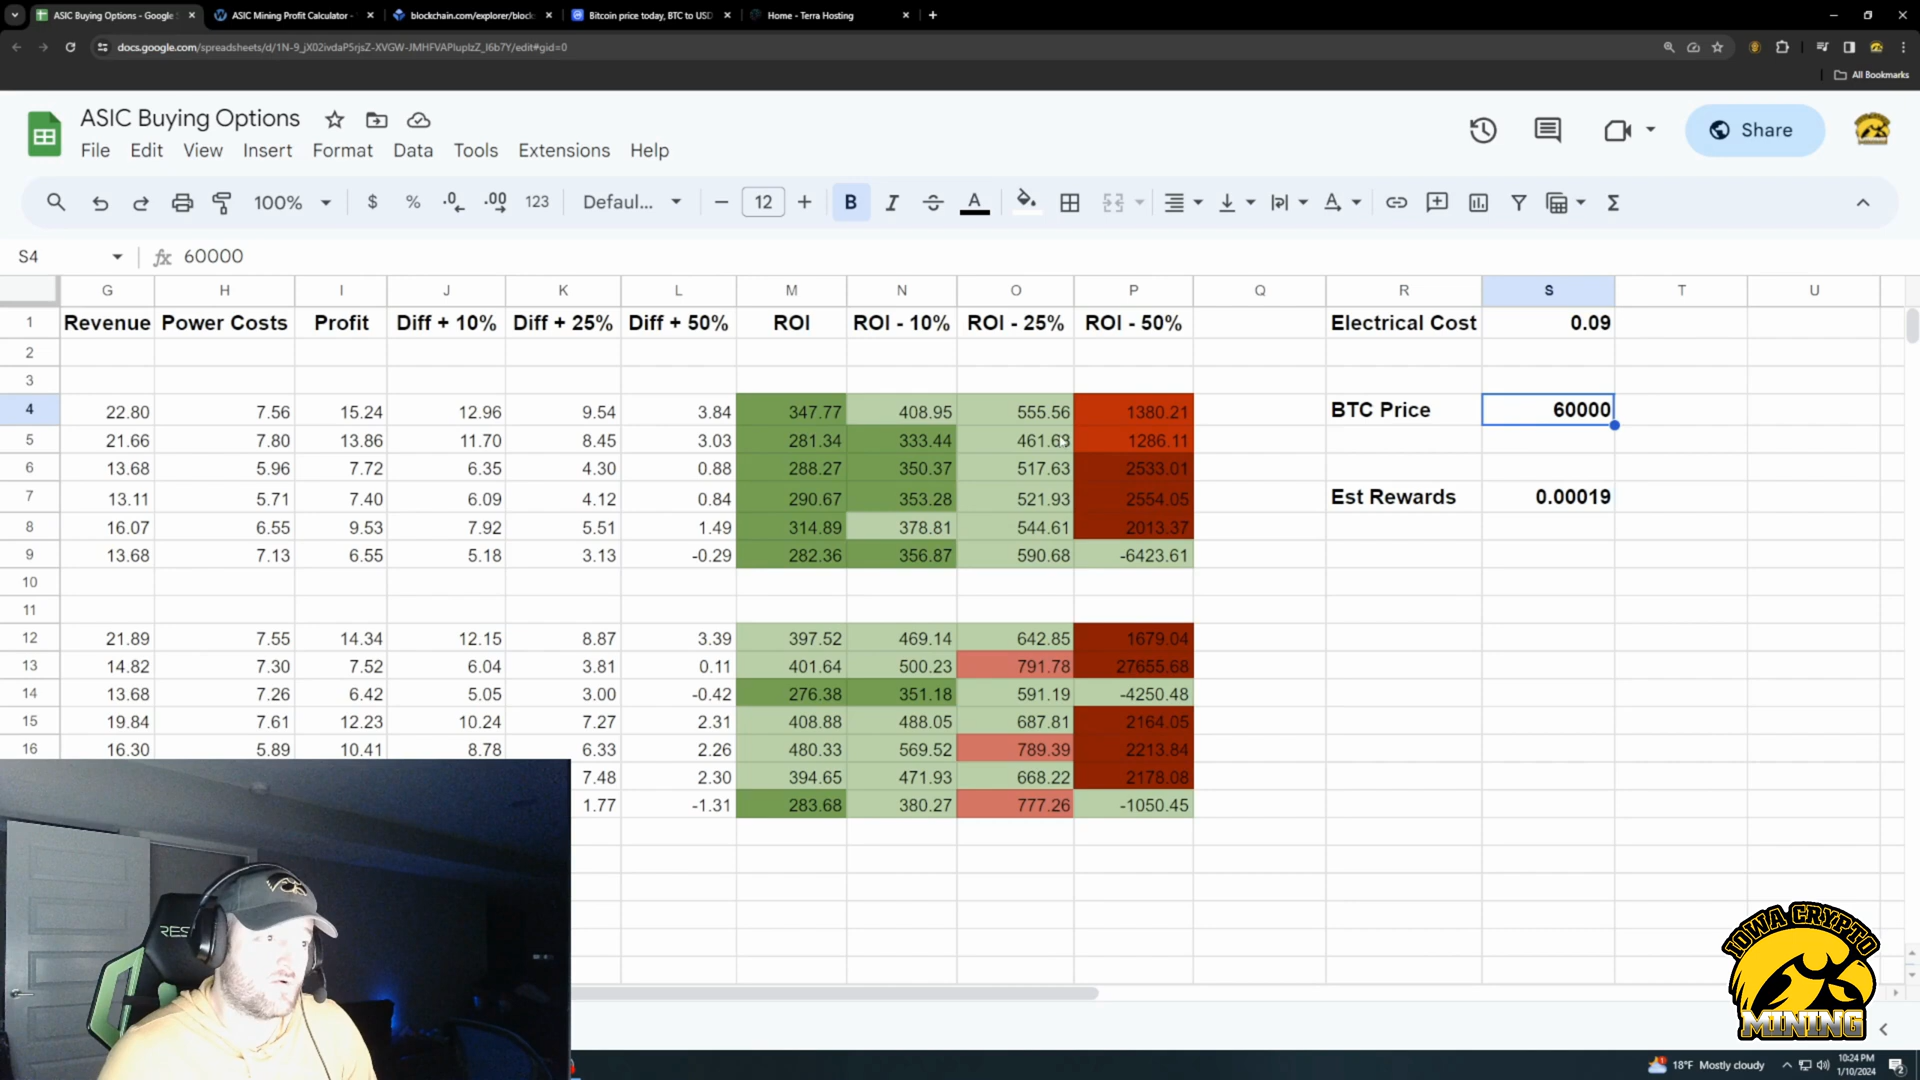 ASIC Buying Options - Google S
ASIC Mining Profit Calculator -
blockchain.com/explorer/block
Bitcoin price today, BTC to USD
Home - Terra Hosting
docs.google.com/spreadsheets/d/1N-9_jX02ivdaP5rjsZ-XVGW-JMHFVAPlupIzZ_I6b7Y/edit#gid=0
All Bookmarks
ASIC Buying Options
File Edit View Insert Format Data Tools Extensions Help
Share
100% $ % .0 .00 123 Defaul... 12 B I A
S4 fx 60000
G H I J K L M N O P Q R S T U
1 Revenue Power Costs Profit Diff + 10% Diff + 25% Diff + 50% ROI ROI - 10% ROI - 25% ROI - 50% Electrical Cost 0.09
2
3
4 22.80 7.56 15.24 12.96 9.54 3.84 347.77 408.95 555.56 1380.21 BTC Price 60000
5 21.66 7.80 13.86 11.70 8.45 3.03 281.34 333.44 461.63 1286.11
6 13.68 5.96 7.72 6.35 4.30 0.88 288.27 350.37 517.63 2533.01
7 13.11 5.71 7.40 6.09 4.12 0.84 290.67 353.28 521.93 2554.05 Est Rewards 0.00019
8 16.07 6.55 9.53 7.92 5.51 1.49 314.89 378.81 544.61 2013.37
9 13.68 7.13 6.55 5.18 3.13 -0.29 282.36 356.87 590.68 -6423.61
10
11
12 21.89 7.55 14.34 12.15 8.87 3.39 397.52 469.14 642.85 1679.04
13 14.82 7.30 7.52 6.04 3.81 0.11 401.64 500.23 791.78 27655.68
14 13.68 7.26 6.42 5.05 3.00 -0.42 276.38 351.18 591.19 -4250.48
15 19.84 7.61 12.23 10.24 7.27 2.31 408.88 488.05 687.81 2164.05
16 16.30 5.89 10.41 8.78 6.33 2.26 480.33 569.52 789.39 2213.84
7.48 2.30 394.65 471.93 668.22 2178.08
1.77 -1.31 283.68 380.27 777.26 -1050.45
RES
IOWA CRYPTO
MINING
18°F Mostly cloudy
10:24 PM
1/10/2024
2